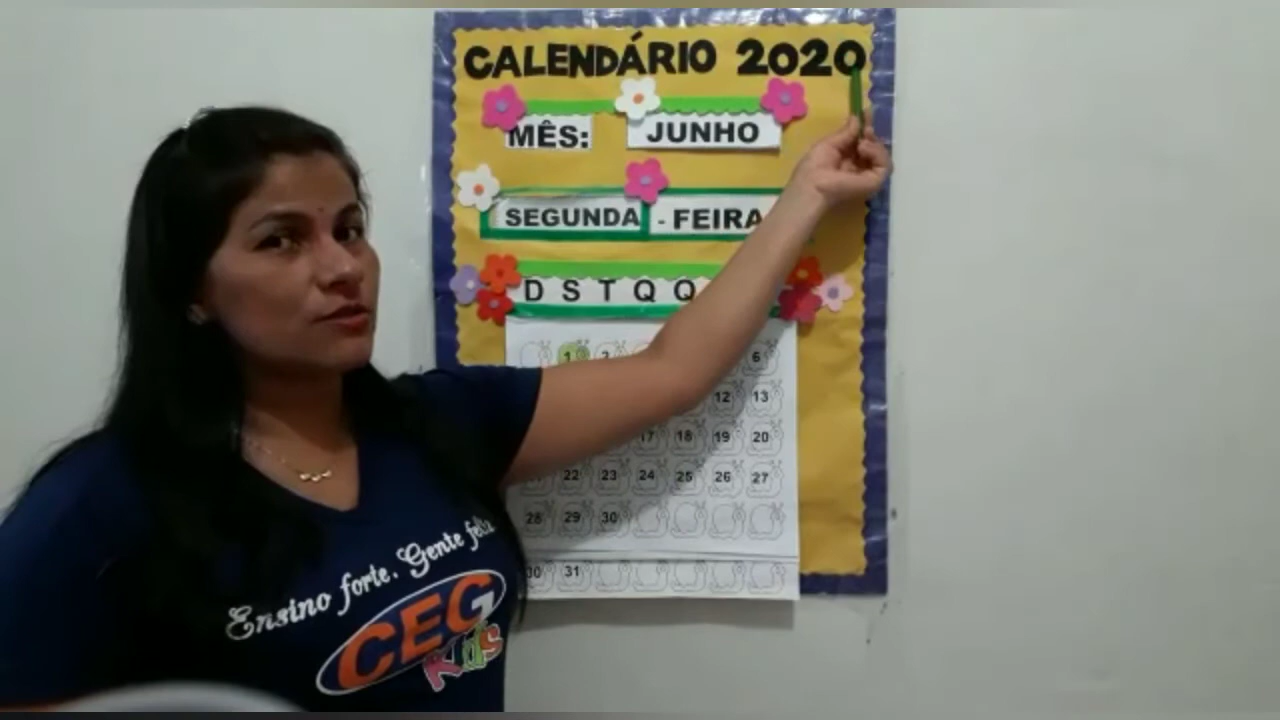 CALENDÁRIO 2020
MÊS: JUNHO
SEGUNDA - FEIRA
D S T Q Q
1 2 6
12 13
17 18 19 20
22 23 24 25 26 27
28 29 30
30 31
Ensino forte. Gente feliz
CEG
Kids